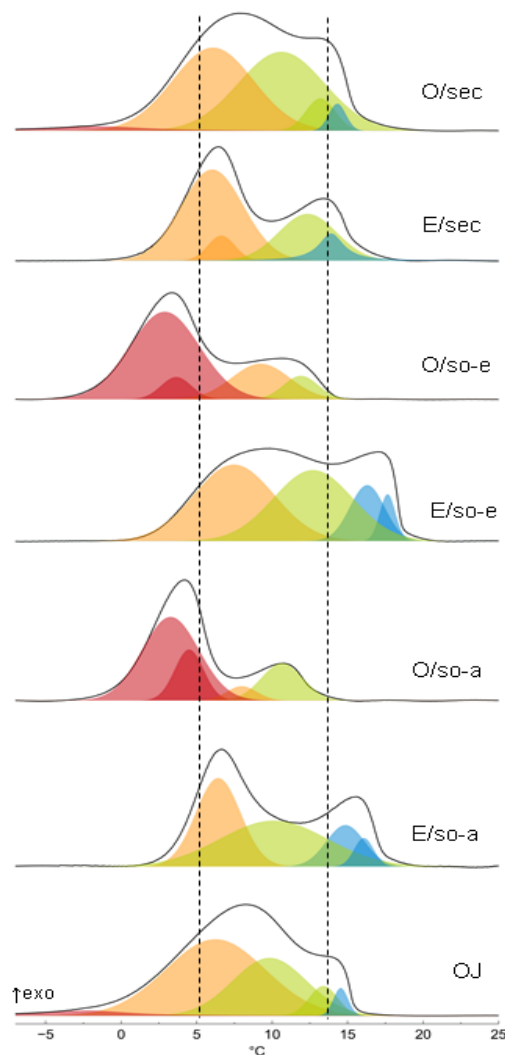 O/sec
E/sec
O/so-e
E/so-e
O/so-a
E/so-a
OJ
↑exo
−5 0 5 10 15 20 25
°C